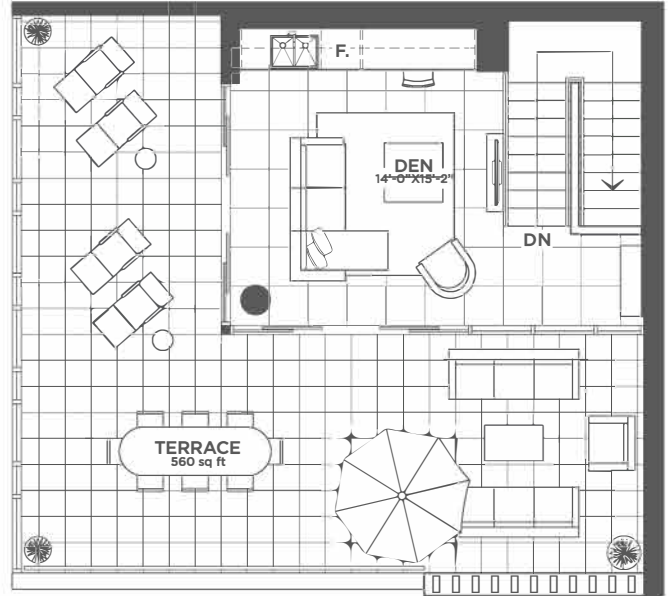 F.
DEN
14'-0"X15'-2"
DN
TERRACE
560 sq ft